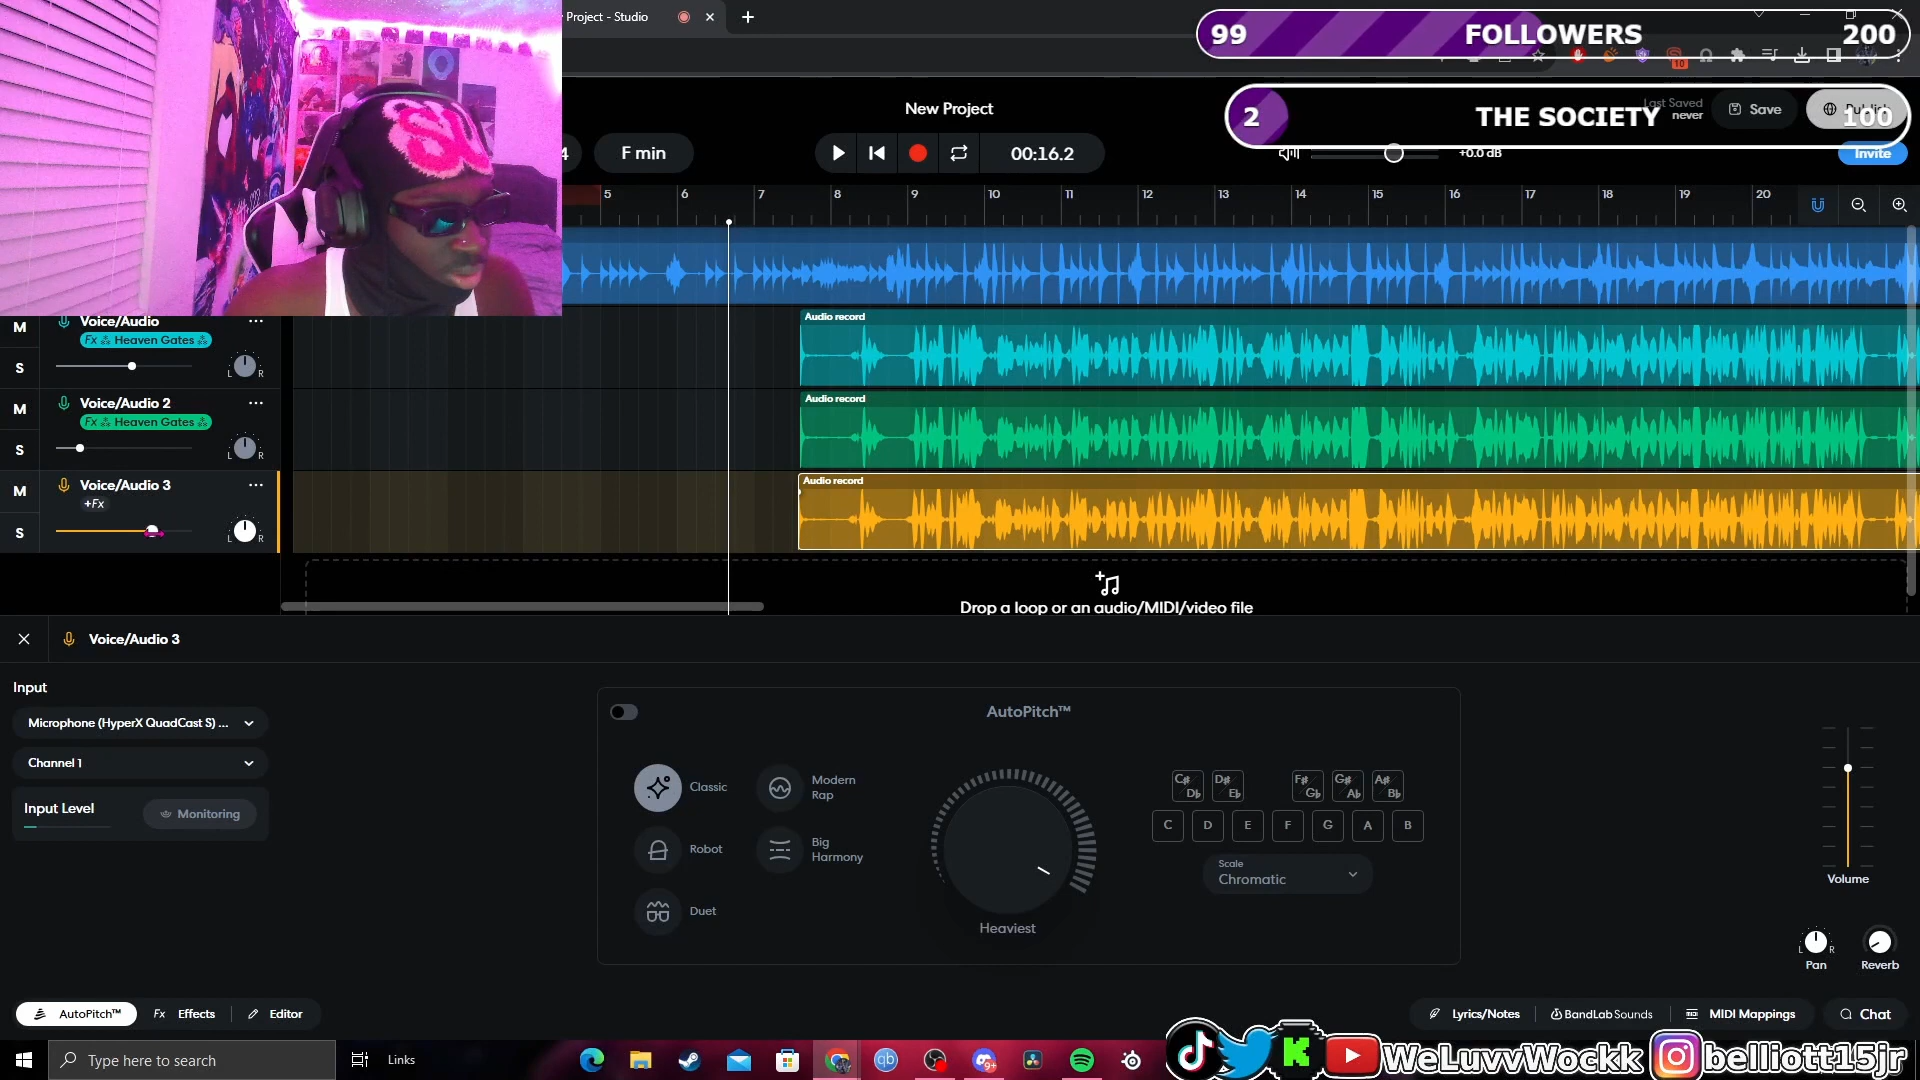 Project - Studio
99 FOLLOWERS 200
10
New Project
2 THE SOCIETY 100
Last Saved
never
Save
4
F min
00:16.2
+0.0 dB
Invite
5 6 7 8 9 10 11 12 13 14 15 16 17 18 19 20
SU
M Voice/Audio
Fx Heaven Gates
S L R
Audio record
M Voice/Audio 2
Fx Heaven Gates
S L R
Audio record
M Voice/Audio 3
+Fx
S L R
Audio record
Drop a loop or an audio/MIDI/video file
Voice/Audio 3
Input
Microphone (HyperX QuadCast S) ...
Channel 1
Input Level
Monitoring
AutoPitch™
Classic
Modern
Rap
Robot
Big
Harmony
Duet
Heaviest
C# Db D# Eb F# Gb G# Ab A# Bb
C D E F G A B
Scale
Chromatic
Volume
L R
Pan
Reverb
AutoPitch™
Fx Effects
Editor
Lyrics/Notes
BandLab Sounds
MIDI Mappings
Chat
Type here to search
Links
qb
9+
K
WeLuvvWockk
belliott15jr